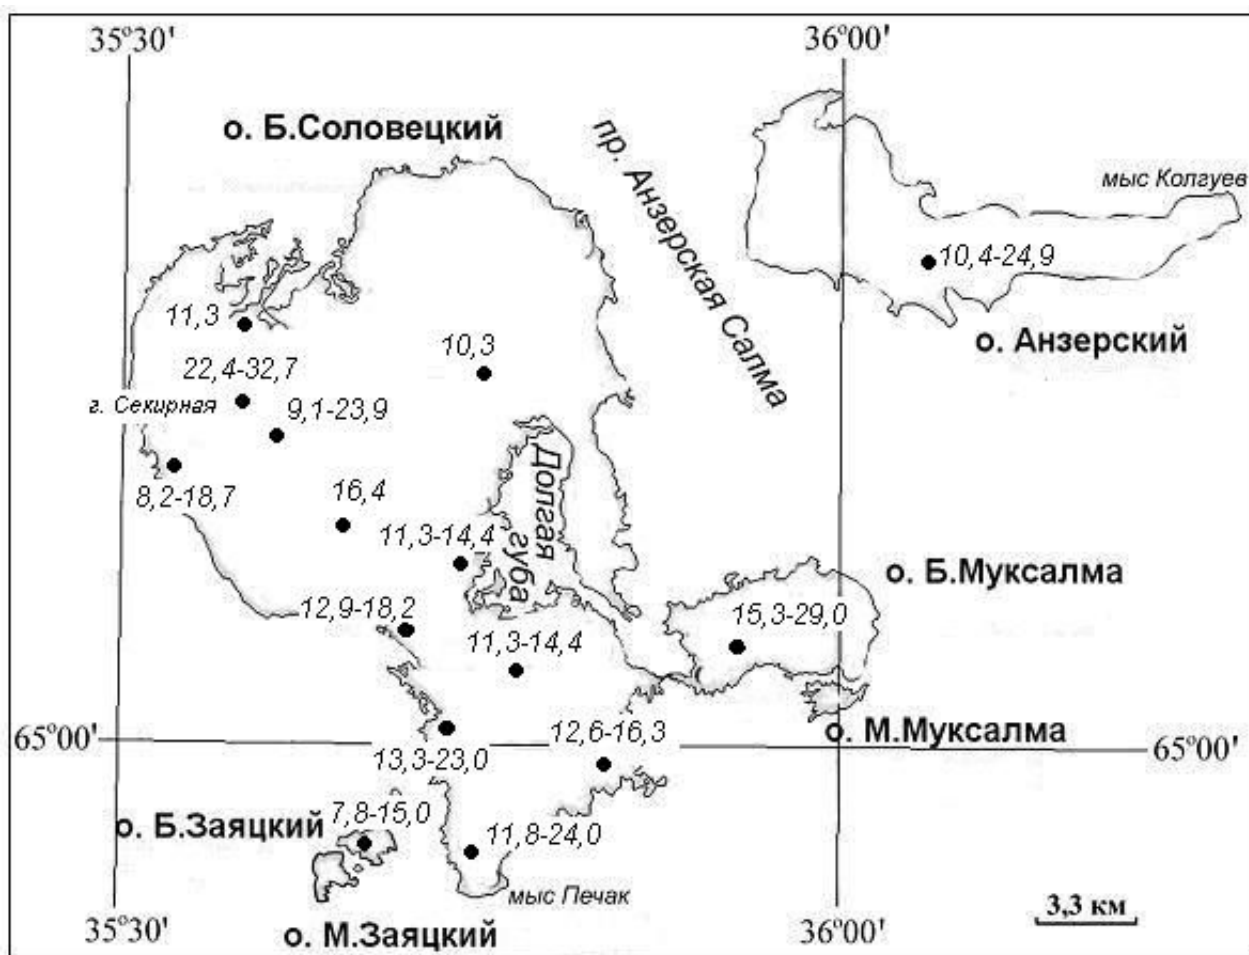 35°30'
36°00'
о. Б.Соловецкий
пр. Анзерская Салма
мыс Колгуев
10,4-24,9
11,3
о. Анзерский
10,3
22,4-32,7
г. Секирная
9,1-23,9
8,2-18,7
16,4
Долгая
губа
11,3-14,4
о. Б.Муксалма
12,9-18,2
15,3-29,0
11,3-14,4
65°00'
12,6-16,3
о. М.Муксалма
65°00'
13,3-23,0
7,8-15,0
о. Б.Заяцкий
11,8-24,0
мыс Печак
3,3 км
35°30'
о. М.Заяцкий
36°00'